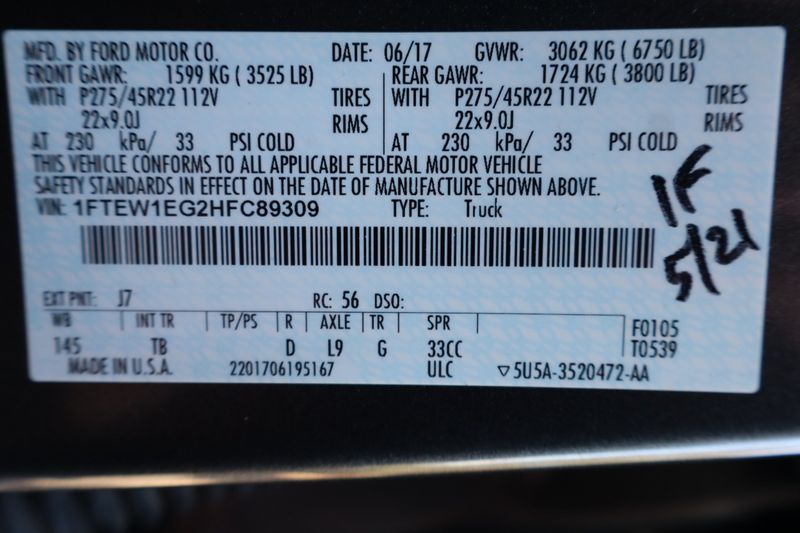 MFD. BY FORD MOTOR CO. DATE: 06/17 GVWR: 3062 KG ( 6750 LB)
FRONT GAWR: 1599 KG ( 3525 LB) REAR GAWR: 1724 KG ( 3800 LB)
WITH P275/45R22 112V TIRES WITH P275/45R22 112V TIRES
22x9.0J RIMS 22x9.0J RIMS
AT 230 kPa/ 33 PSI COLD AT 230 kPa/ 33 PSI COLD
THIS VEHICLE CONFORMS TO ALL APPLICABLE FEDERAL MOTOR VEHICLE
SAFETY STANDARDS IN EFFECT ON THE DATE OF MANUFACTURE SHOWN ABOVE.
VIN: 1FTEW1EG2HFC89309 TYPE: Truck
1F
5/21
EXT PNT: J7 RC: 56 DSO:
WB INT TR TP/PS R AXLE TR SPR F0105
145 TB D L9 G 33CC T0539
MADE IN U.S.A. 2201706195167 ULC ▽5U5A-3520472-AA